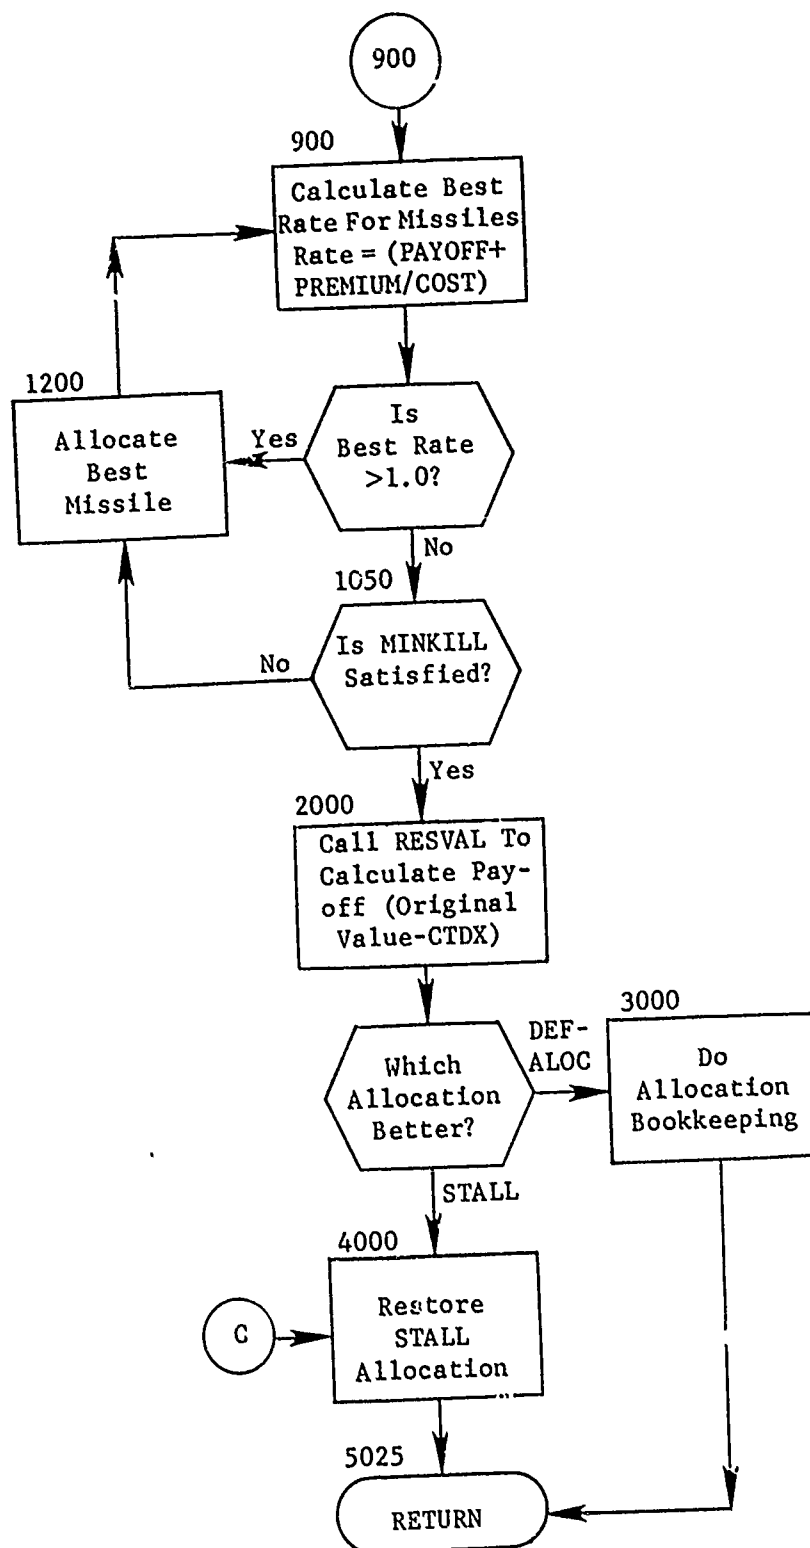 900
900
Calculate Best
Rate For Missiles
Rate = (PAYOFF+
PREMIUM/COST)
1200
Allocate
Best
Missile
Yes
Is
Best Rate
>1.0?
No
1050
Is MINKILL
Satisfied?
No
Yes
2000
Call RESVAL To
Calculate Pay-
off (Original
Value-CTDX)
Which
Allocation
Better?
DEF-
ALOC
3000
Do
Allocation
Bookkeeping
STALL
4000
Restore
STALL
Allocation
C
5025
RETURN